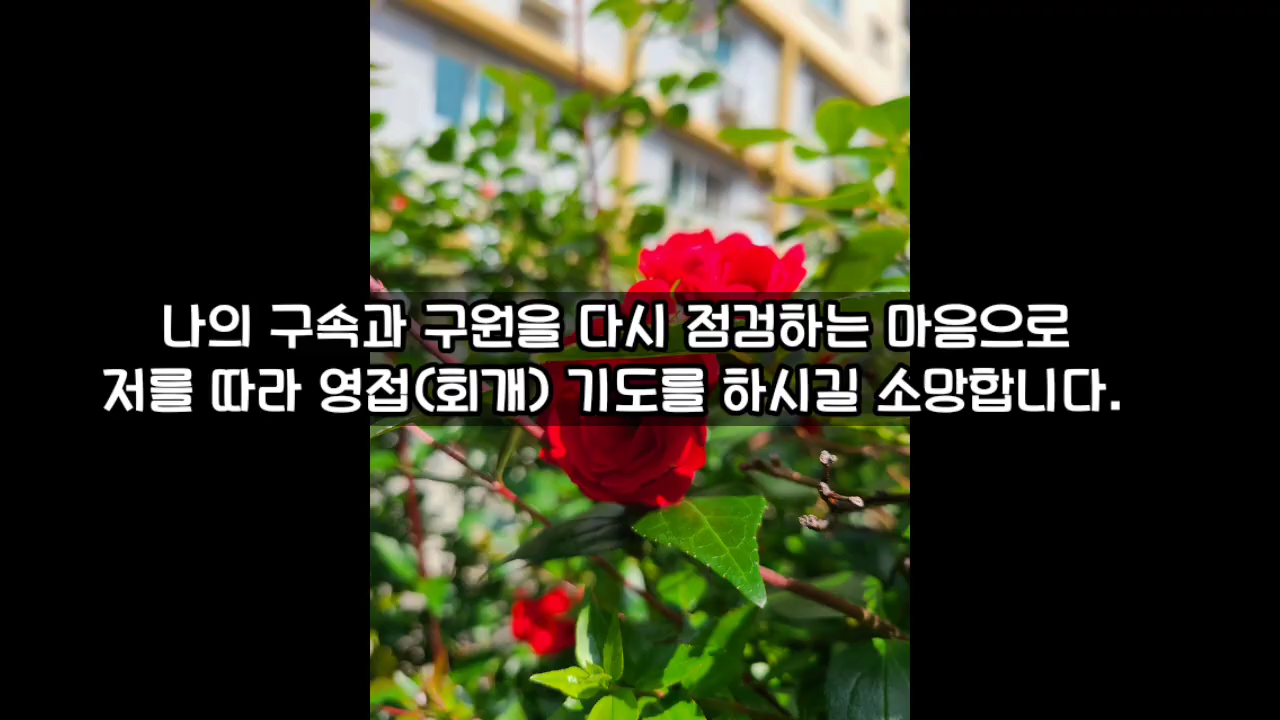 나의 구속과 구원을 다시 점검하는 마음으로
저를 따라 영접(회개) 기도를 하시길 소망합니다.